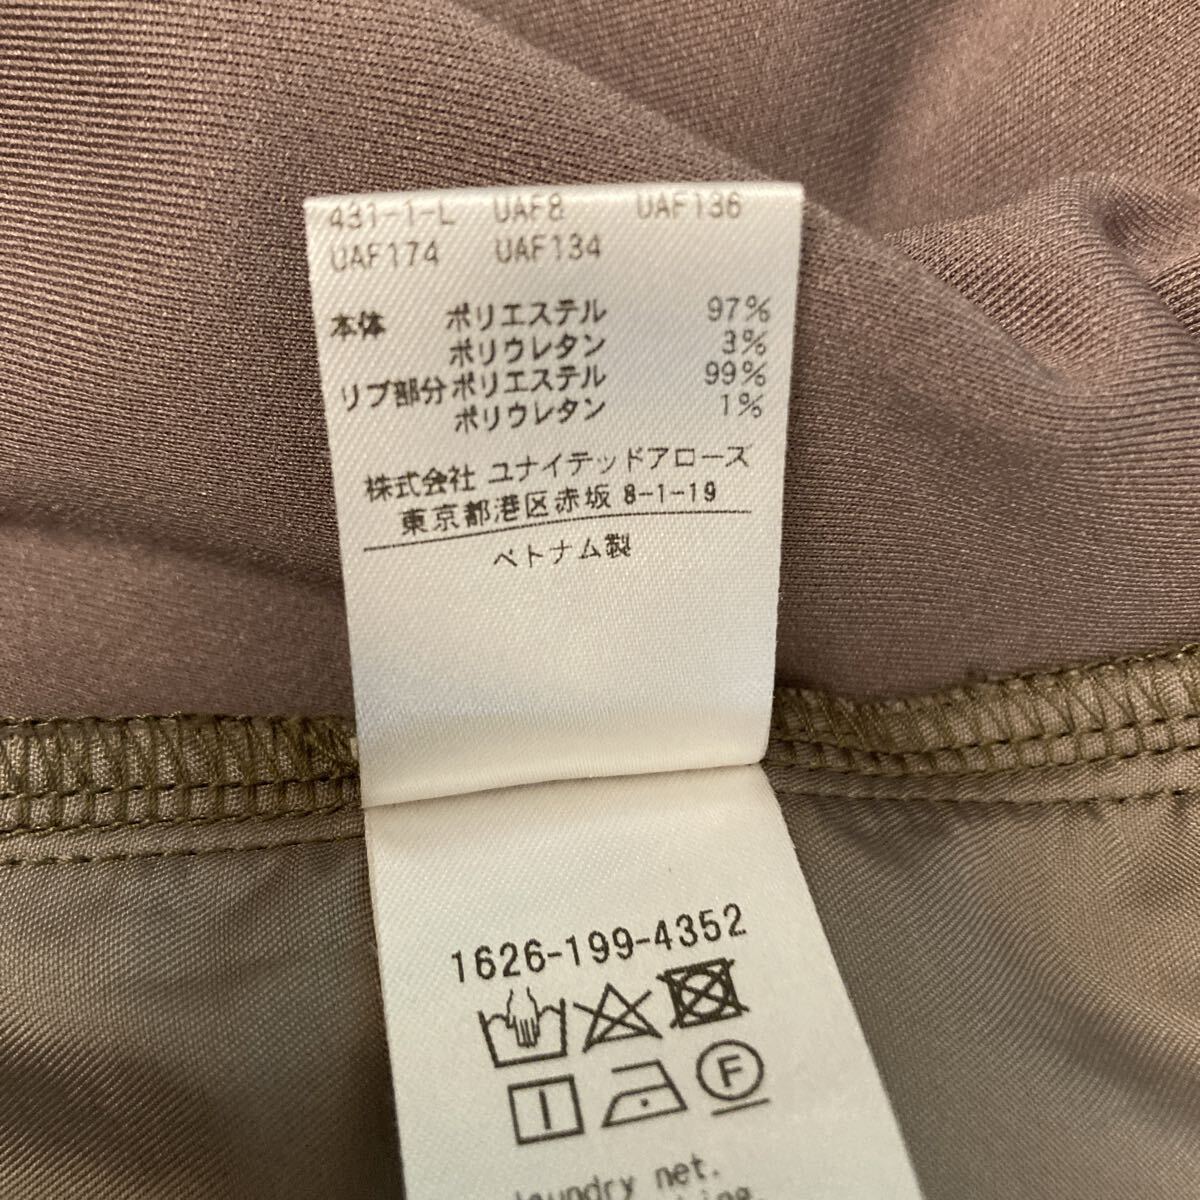 431-1-L UAF8 UAF136
UAF174 UAF134
本体 ポリエステル 97%
ポリウレタン 3%
リブ部分 ポリエステル 99%
ポリウレタン 1%
株式会社 ユナイテッドアローズ
東京都港区赤坂 8-1-19
ベトナム製
1626-199-4352
F
laundry net.